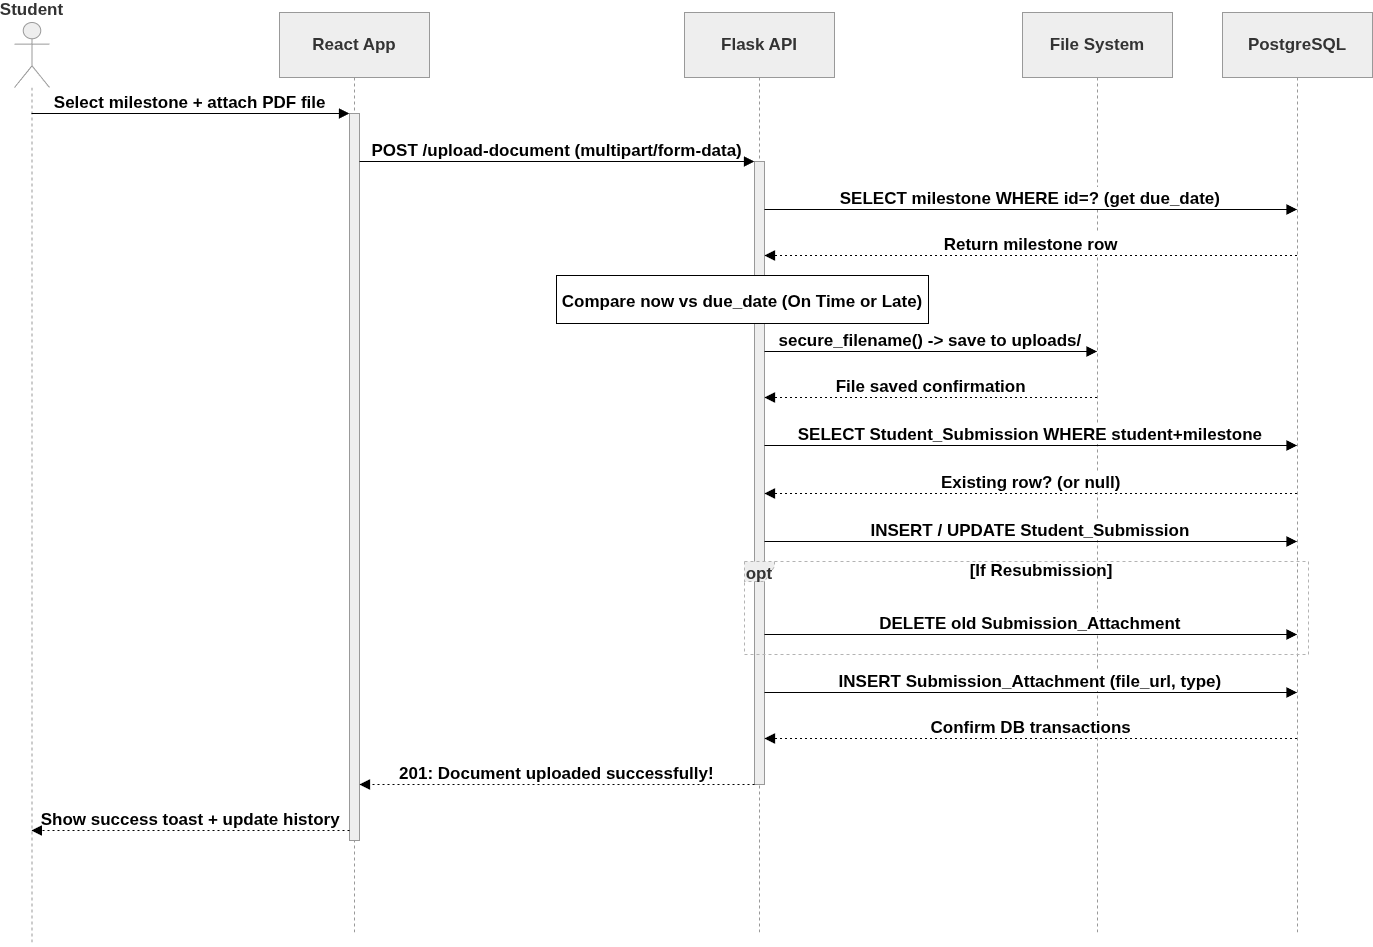 Student
React App
Flask API
File System
PostgreSQL
Select milestone + attach PDF file
POST /upload-document (multipart/form-data)
SELECT milestone WHERE id=? (get due_date)
Return milestone row
Compare now vs due_date (On Time or Late)
secure_filename() -> save to uploads/
File saved confirmation
SELECT Student_Submission WHERE student+milestone
Existing row? (or null)
INSERT / UPDATE Student_Submission
opt
[If Resubmission]
DELETE old Submission_Attachment
INSERT Submission_Attachment (file_url, type)
Confirm DB transactions
201: Document uploaded successfully!
Show success toast + update history